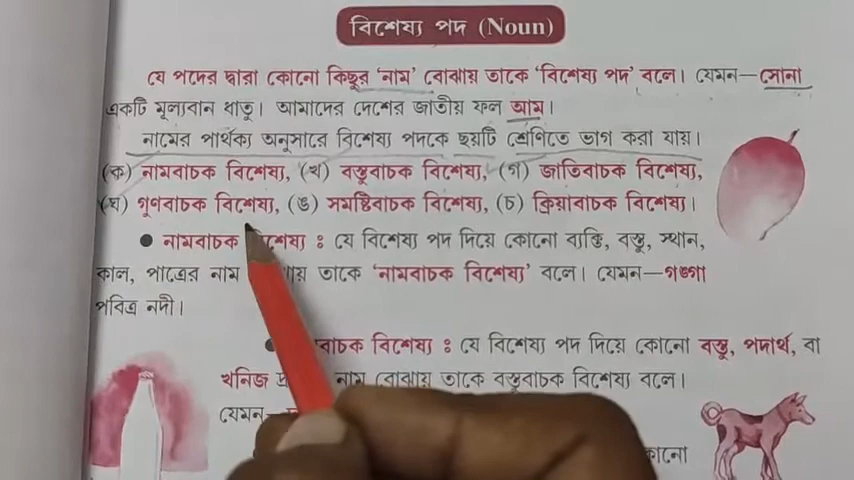 বিশেষ্য পদ (Noun)
যে পদের দ্বারা কোনো কিছুর 'নাম' বোঝায় তাকে 'বিশেষ্য পদ' বলে। যেমন—সোনা
একটি মূল্যবান ধাতু। আমাদের দেশের জাতীয় ফল আম।
নামের পার্থক্য অনুসারে বিশেষ্য পদকে ছয়টি শ্রেণিতে ভাগ করা যায়।
(ক) নামবাচক বিশেষ্য, (খ) বস্তুবাচক বিশেষ্য, (গ) জাতিবাচক বিশেষ্য,
(ঘ) গুণবাচক বিশেষ্য, (ঙ) সমষ্টিবাচক বিশেষ্য, (চ) ক্রিয়াবাচক বিশেষ্য।
● নামবাচক বিশেষ্য : যে বিশেষ্য পদ দিয়ে কোনো ব্যক্তি, বস্তু, স্থান,
কাল, পাত্রের নাম তাকে 'নামবাচক বিশেষ্য' বলে। যেমন—গঙ্গা
পবিত্র নদী।
বাচক বিশেষ্য : যে বিশেষ্য পদ দিয়ে কোনো বস্তু, পদার্থ, বা
খনিজ নাম বোঝায় তাকে বস্তুবাচক বিশেষ্য বলে।
যেমন—
কোনো